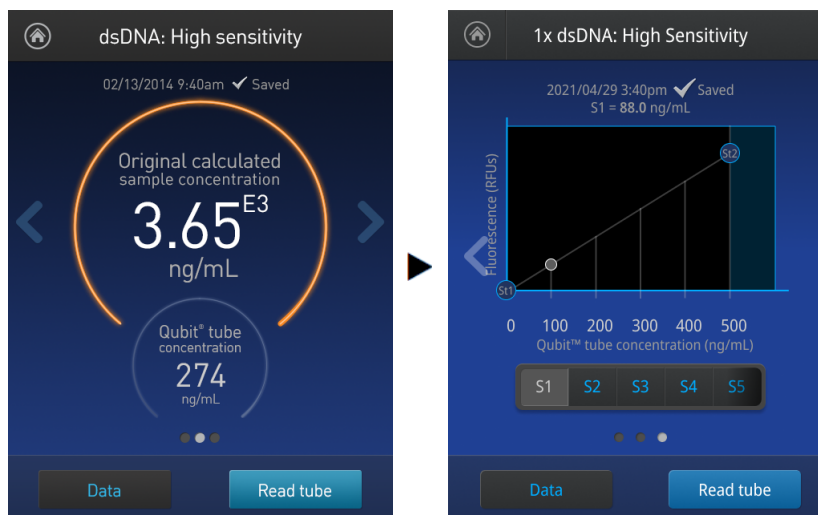 dsDNA: High sensitivity
02/13/2014 9:40am ✓ Saved
Original calculated
sample concentration
3.65E3
ng/mL
Qubit® tube
concentration
274
ng/mL
Data
Read tube
1x dsDNA: High Sensitivity
2021/04/29 3:40pm ✓ Saved
S1 = 88.0 ng/mL
Fluorescence (RFUs)
St2
St1
0 100 200 300 400 500
Qubit™ tube concentration (ng/mL)
S1 S2 S3 S4 S5
Data
Read tube